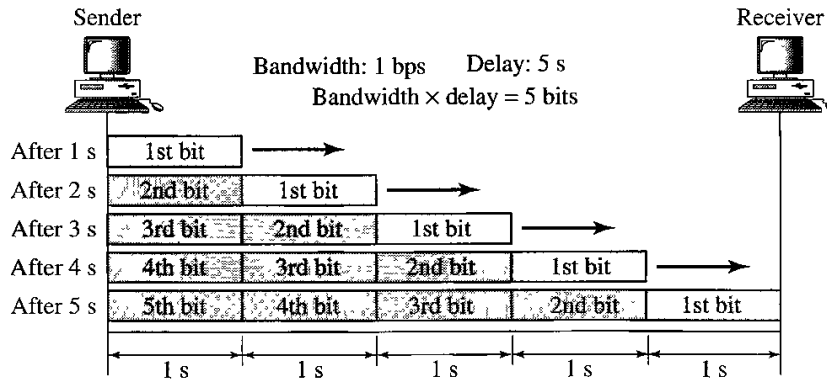 Sender Receiver
Bandwidth: 1 bps Delay: 5 s
Bandwidth × delay = 5 bits
After 1 s 1st bit
After 2 s 2nd bit 1st bit
After 3 s 3rd bit 2nd bit 1st bit
After 4 s 4th bit 3rd bit 2nd bit 1st bit
After 5 s 5th bit 4th bit 3rd bit 2nd bit 1st bit
1 s 1 s 1 s 1 s 1 s